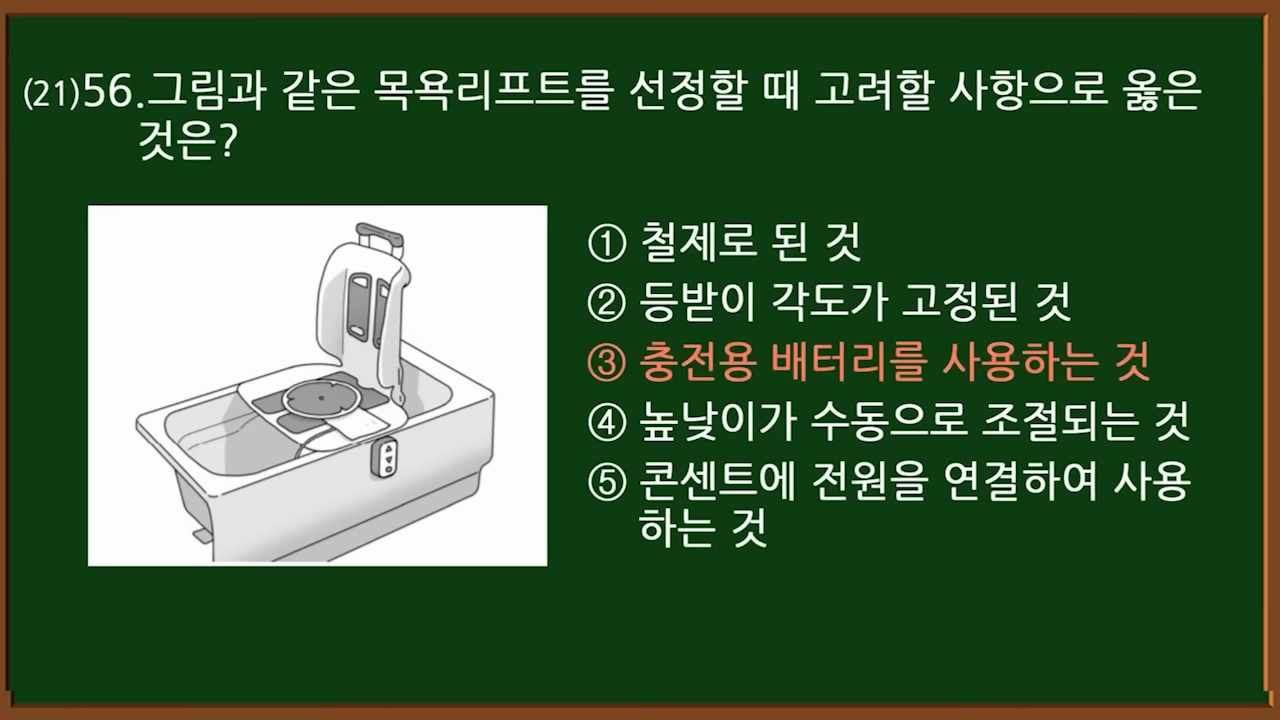 (21)56.그림과 같은 목욕리프트를 선정할 때 고려할 사항으로 옳은
것은?
① 철제로 된 것
② 등받이 각도가 고정된 것
③ 충전용 배터리를 사용하는 것
④ 높낮이가 수동으로 조절되는 것
⑤ 콘센트에 전원을 연결하여 사용
하는 것